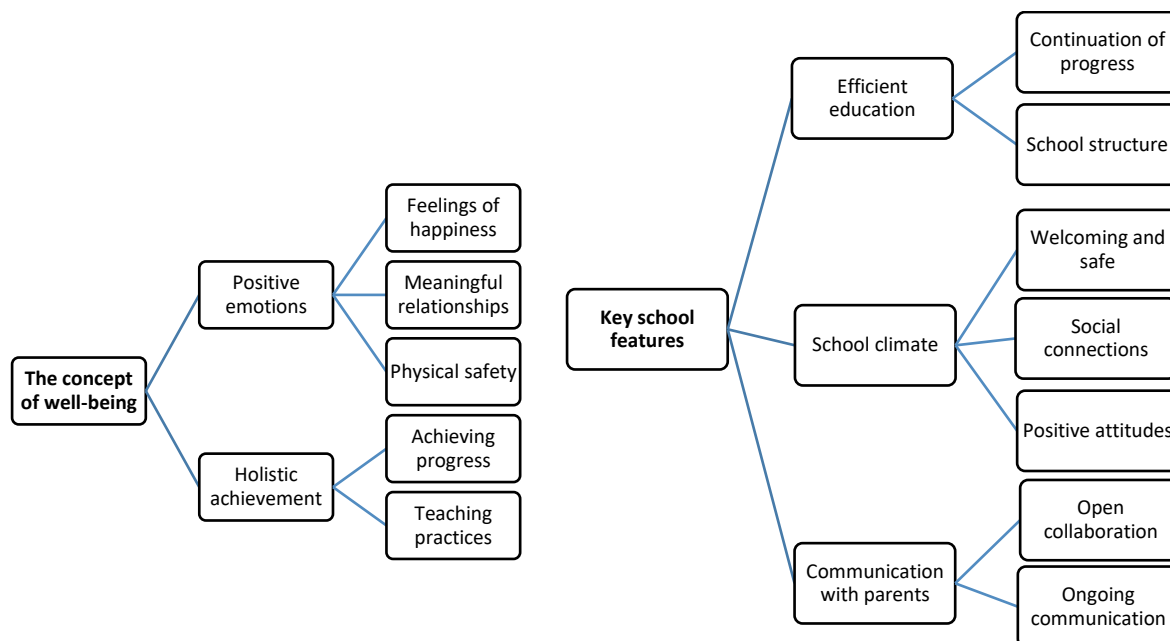 The concept
of well-being
Positive
emotions
Feelings of
happiness
Meaningful
relationships
Physical safety
Holistic
achievement
Achieving
progress
Teaching
practices
Key school
features
Efficient
education
Continuation of
progress
School structure
School climate
Welcoming and
safe
Social
connections
Positive attitudes
Communication
with parents
Open
collaboration
Ongoing
communication